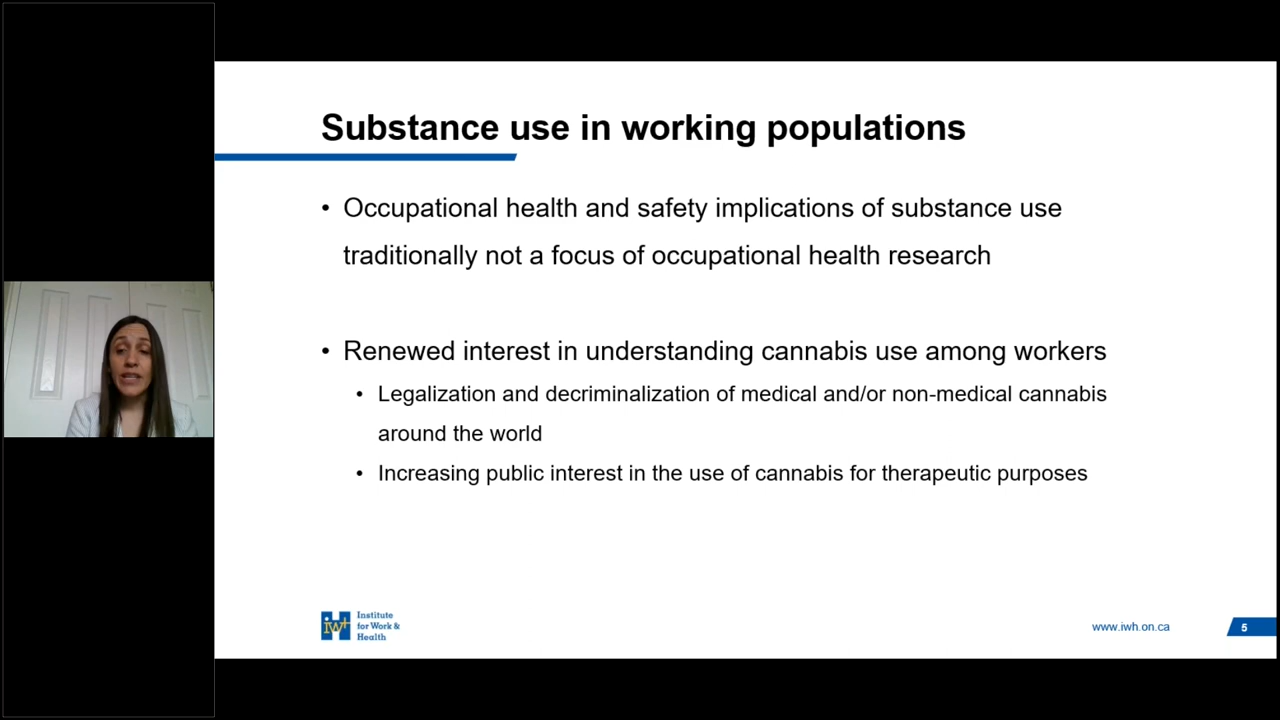 Substance use in working populations
• Occupational health and safety implications of substance use
traditionally not a focus of occupational health research
• Renewed interest in understanding cannabis use among workers
• Legalization and decriminalization of medical and/or non-medical cannabis
around the world
• Increasing public interest in the use of cannabis for therapeutic purposes
iwh
Institute
for Work &
Health
www.iwh.on.ca
5